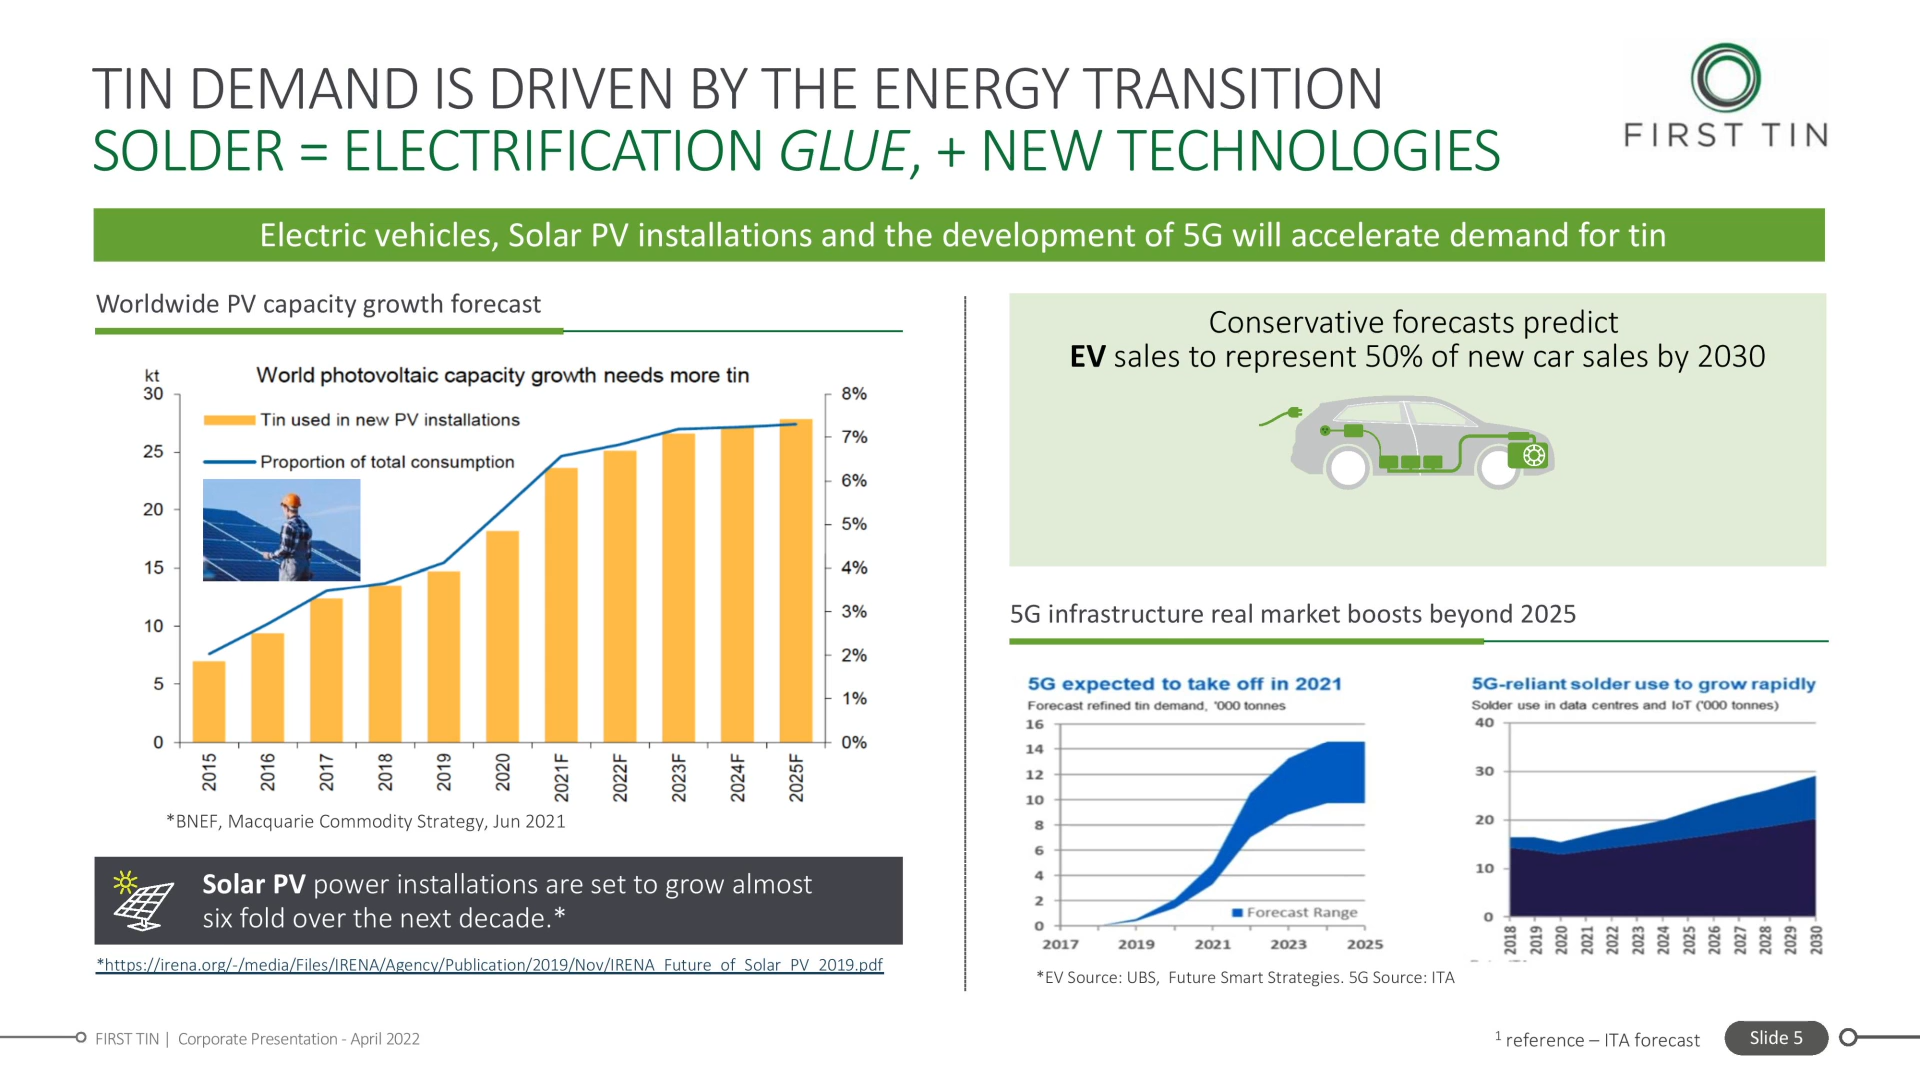 TIN DEMAND IS DRIVEN BY THE ENERGY TRANSITION
SOLDER = ELECTRIFICATION GLUE, + NEW TECHNOLOGIES
FIRST TIN
Electric vehicles, Solar PV installations and the development of 5G will accelerate demand for tin
Worldwide PV capacity growth forecast
World photovoltaic capacity growth needs more tin
kt
30
25
20
15
10
5
0
8%
7%
6%
5%
4%
3%
2%
1%
0%
Tin used in new PV installations
Proportion of total consumption
2015 2016 2017 2018 2019 2020 2021F 2022F 2023F 2024F 2025F
*BNEF, Macquarie Commodity Strategy, Jun 2021
Solar PV power installations are set to grow almost
six fold over the next decade.*
*https://irena.org/-/media/Files/IRENA/Agency/Publication/2019/Nov/IRENA_Future_of_Solar_PV_2019.pdf
Conservative forecasts predict
EV sales to represent 50% of new car sales by 2030
5G infrastructure real market boosts beyond 2025
5G expected to take off in 2021
Forecast refined tin demand, '000 tonnes
16
14
12
10
8
6
4
2
0
Forecast Range
2017 2019 2021 2023 2025
5G-reliant solder use to grow rapidly
Solder use in data centres and IoT ('000 tonnes)
40
30
20
10
0
2018 2019 2020 2021 2022 2023 2024 2025 2026 2027 2028 2029 2030
*EV Source: UBS, Future Smart Strategies. 5G Source: ITA
FIRST TIN | Corporate Presentation - April 2022
1 reference – ITA forecast
Slide 5